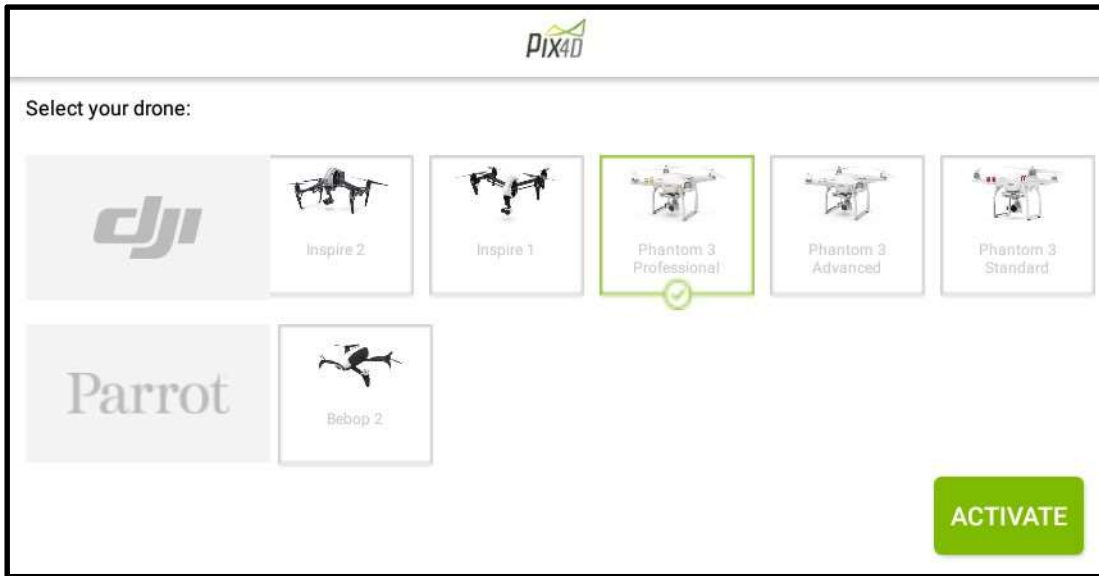 PIX4D
Select your drone:
dji
Inspire 2
Inspire 1
Phantom 3
Professional
Phantom 3
Advanced
Phantom 3
Standard
Parrot
Bebop 2
ACTIVATE